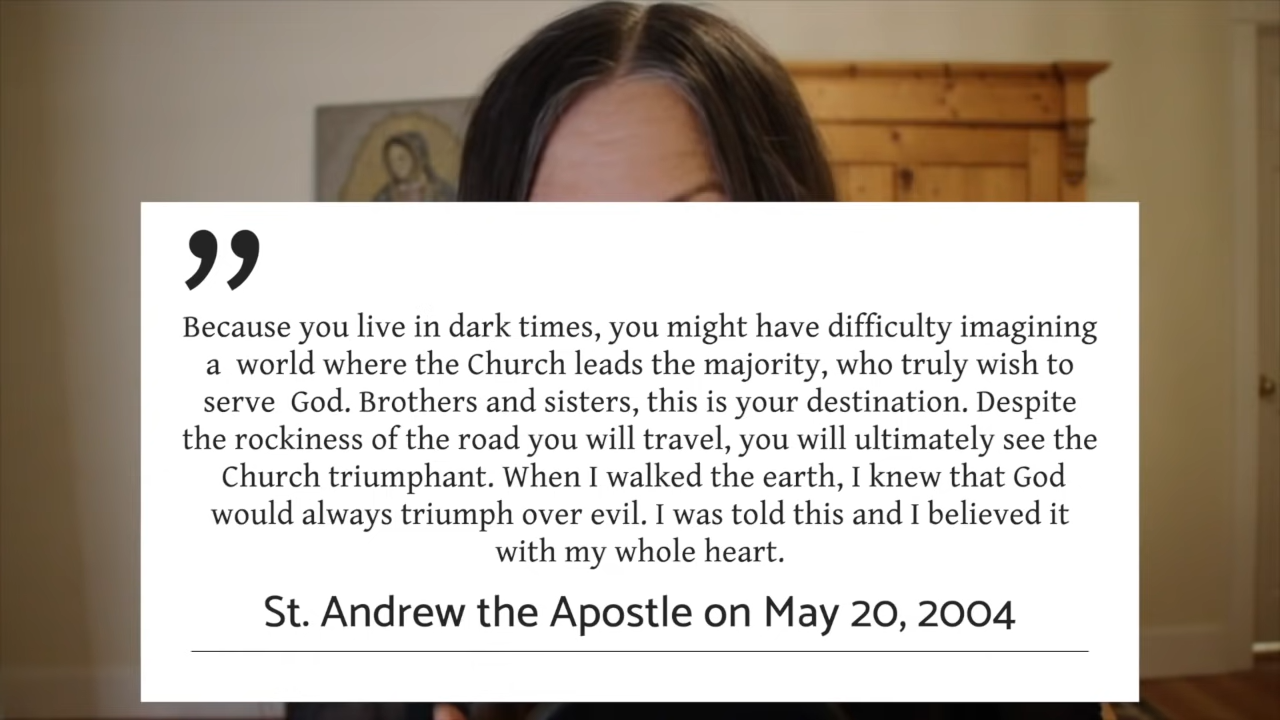 ”
Because you live in dark times, you might have difficulty imagining
a world where the Church leads the majority, who truly wish to
serve God. Brothers and sisters, this is your destination. Despite
the rockiness of the road you will travel, you will ultimately see the
Church triumphant. When I walked the earth, I knew that God
would always triumph over evil. I was told this and I believed it
with my whole heart.
St. Andrew the Apostle on May 20, 2004